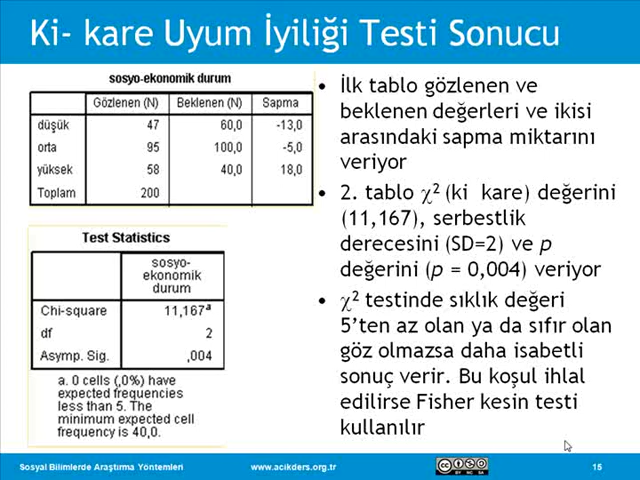 Ki- kare Uyum İyiliği Testi Sonucu
sosyo-ekonomik durum
Gözlenen (N) Beklenen (N) Sapma
düşük 47 60,0 -13,0
orta 95 100,0 -5,0
yüksek 58 40,0 18,0
Toplam 200
Test Statistics
sosyo-
ekonomik
durum
Chi-square 11,167ª
df 2
Asymp. Sig. ,004
a. 0 cells (,0%) have
expected frequencies
less than 5. The
minimum expected cell
frequency is 40,0.
• İlk tablo gözlenen ve
beklenen değerleri ve ikisi
arasındaki sapma miktarını
veriyor
• 2. tablo χ² (ki kare) değerini
(11,167), serbestlik
derecesini (SD=2) ve p
değerini (p = 0,004) veriyor
• χ² testinde sıklık değeri
5’ten az olan ya da sıfır olan
göz olmazsa daha isabetli
sonuç verir. Bu koşul ihlal
edilirse Fisher kesin testi
kullanılır
Sosyal Bilimlerde Araştırma Yöntemleri www.acikders.org.tr cc BY NC SA 15